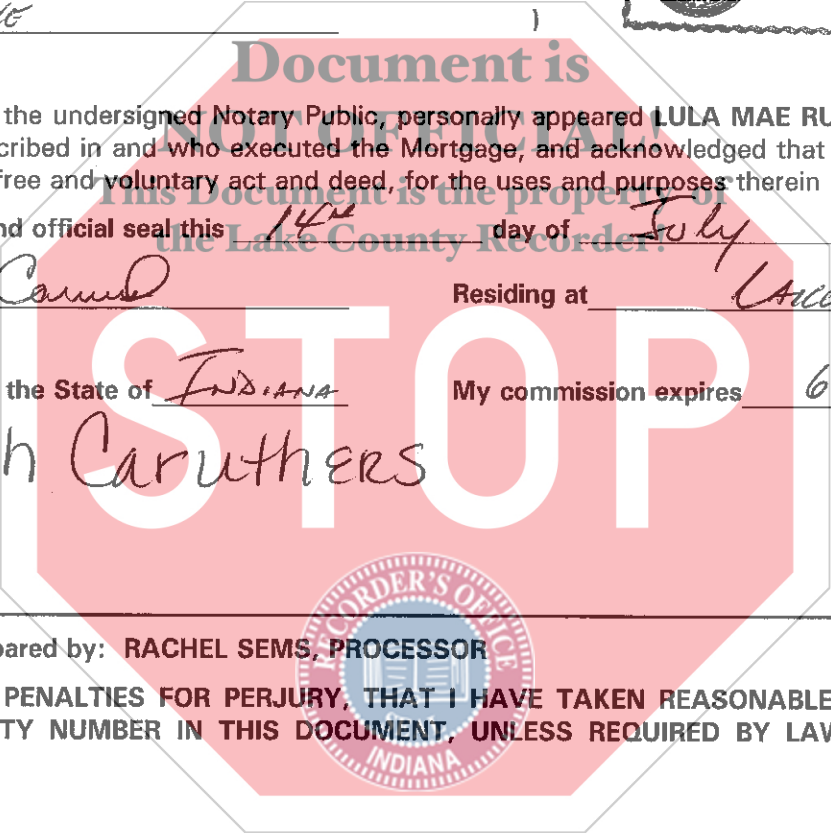 Document is
the undersigned Notary Public, personally appeared LULA MAE RU
NOT OFFICIAL!
cribed in and who executed the Mortgage, and acknowledged that
free and voluntary act and deed, for the uses and purposes therein
This Document is the property of
nd official seal this 14th day of July
the Lake County Recorder!
Residing at
STOP
the State of INDIANA My commission expires 6
h CaruthERS
RECORDER'S OFFICE
pared by: RACHEL SEMS, PROCESSOR
PENALTIES FOR PERJURY, THAT I HAVE TAKEN REASONABLE
TY NUMBER IN THIS DOCUMENT, UNLESS REQUIRED BY LAW
INDIANA